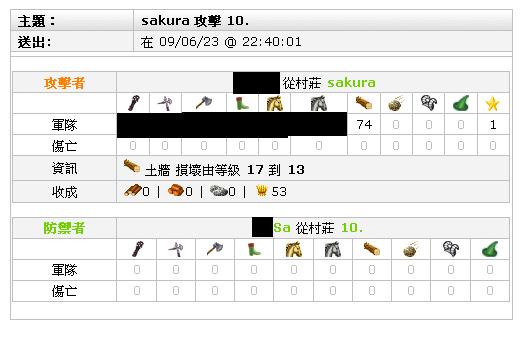 主題： sakura 攻擊 10.
送出: 在 09/06/23 @ 22:40:01
攻擊者 從村莊 sakura
軍隊 74 0 0 0 1
傷亡 0 0 0 0 0 0 0 0 0 0 0
資訊 土牆 損壞由等級 17 到 13
收成 0 | 0 | 0 | 53
防禦者 Sa 從村莊 10.
軍隊 0 0 0 0 0 0 0 0 0 0
傷亡 0 0 0 0 0 0 0 0 0 0